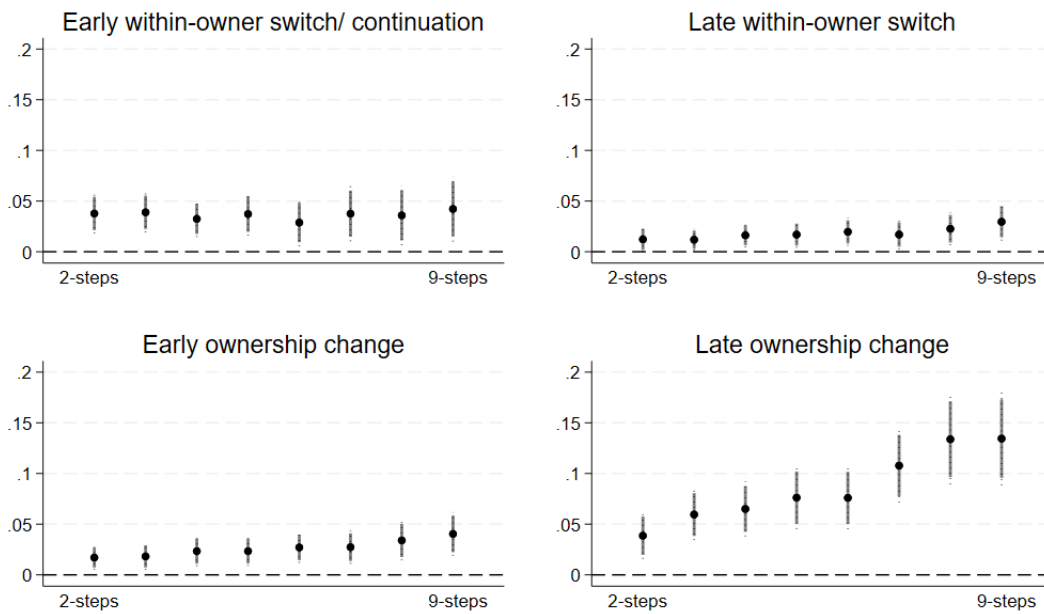 Early within-owner switch/ continuation
.2
.15
.1
.05
0
2-steps 9-steps
Late within-owner switch
.2
.15
.1
.05
0
2-steps 9-steps
Early ownership change
.2
.15
.1
.05
0
2-steps 9-steps
Late ownership change
.2
.15
.1
.05
0
2-steps 9-steps